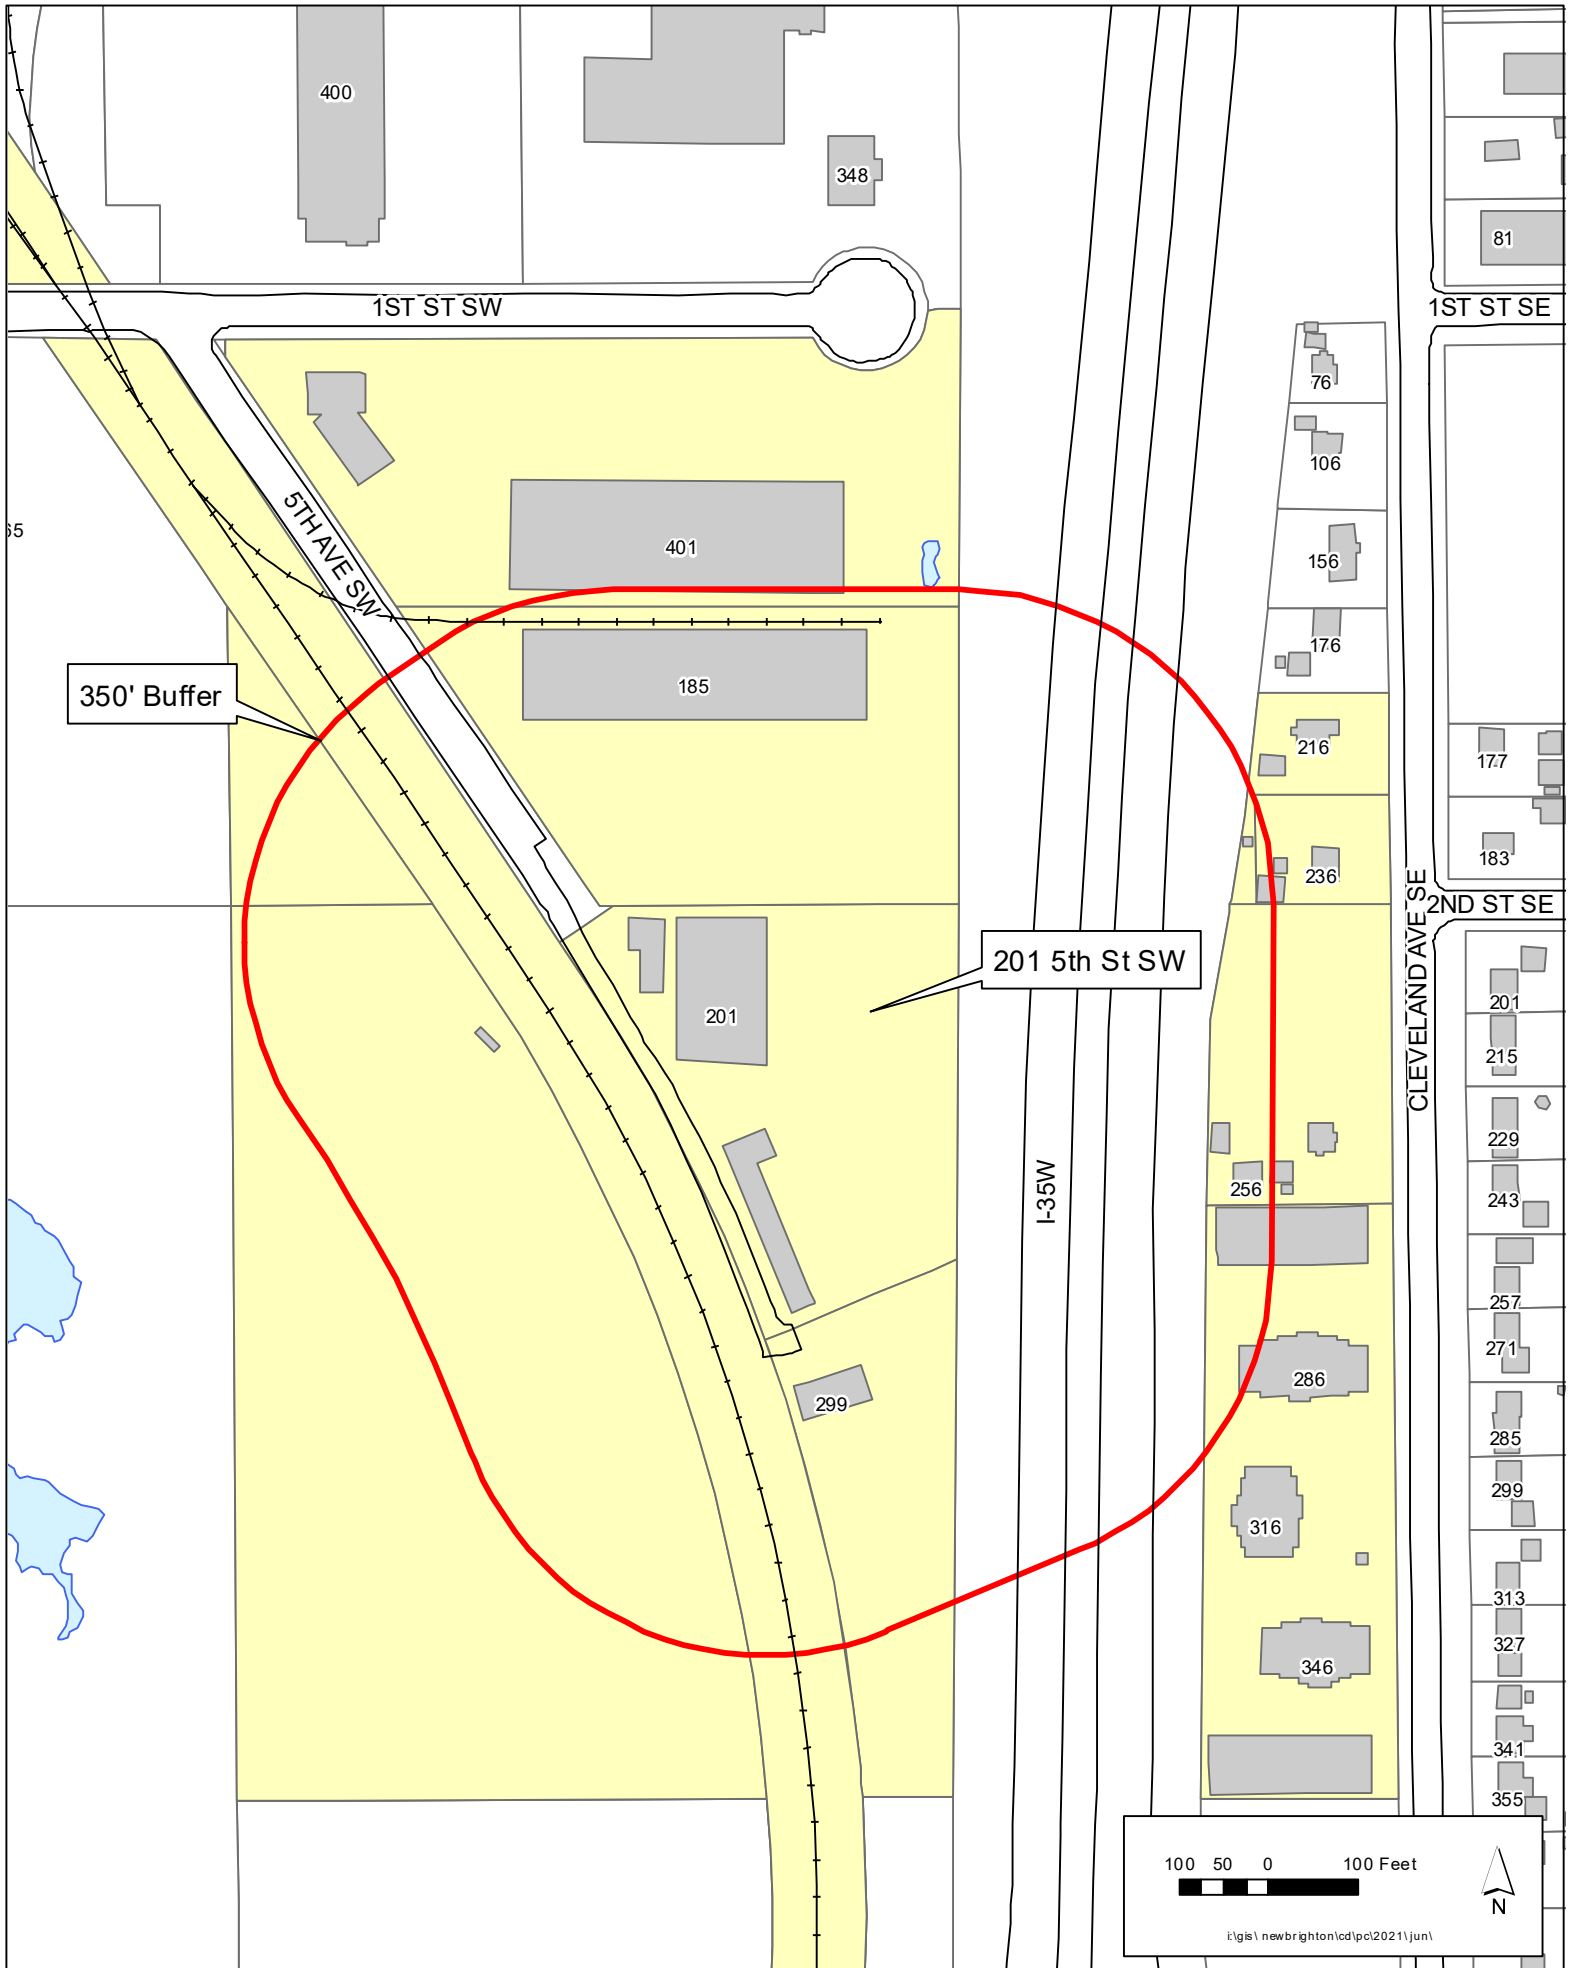 400
348
81
1ST ST SW
1ST ST SE
76
106
5TH AVE SW
401
156
176
350' Buffer
185
216
177
236
183
CLEVELAND AVE SE
2ND ST SE
201 5th St SW
201
201
215
229
I-35W
256
243
257
271
286
299
285
299
316
313
327
346
341
355
100 50 0 100 Feet
N
i:\gis\newbrighton\cd\pc\2021\jun\